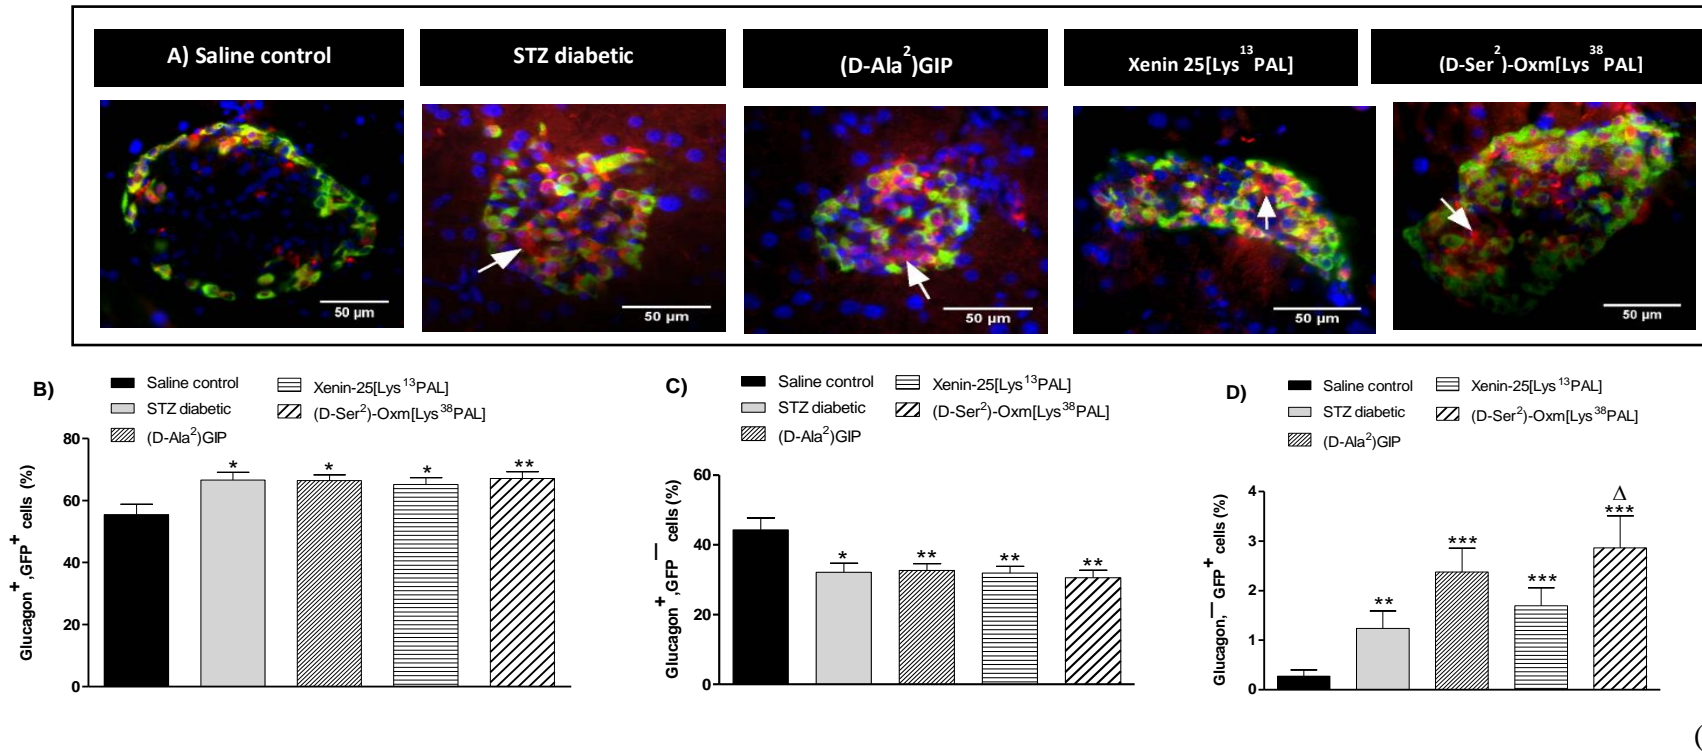 A) Saline control STZ diabetic (D-Ala²)GIP Xenin 25[Lys¹³PAL] (D-Ser²)-Oxm[Lys³⁸PAL]
50 µm 50 µm 50 µm 50 µm 50 µm
B)
Saline control Xenin-25[Lys¹³PAL]
STZ diabetic (D-Ser²)-Oxm[Lys³⁸PAL]
(D-Ala²)GIP
Glucagon⁺,GFP⁺ cells (%)
80
60
40
20
0
* * * **
C)
Saline control Xenin-25[Lys¹³PAL]
STZ diabetic (D-Ser²)-Oxm[Lys³⁸PAL]
(D-Ala²)GIP
Glucagon⁺,GFP⁻ cells (%)
60
40
20
0
* ** ** **
D)
Saline control Xenin-25[Lys¹³PAL]
STZ diabetic (D-Ser²)-Oxm[Lys³⁸PAL]
(D-Ala²)GIP
Glucagon,⁻GFP⁺ cells (%)
4
3
2
1
0
Δ
** *** *** ***
(